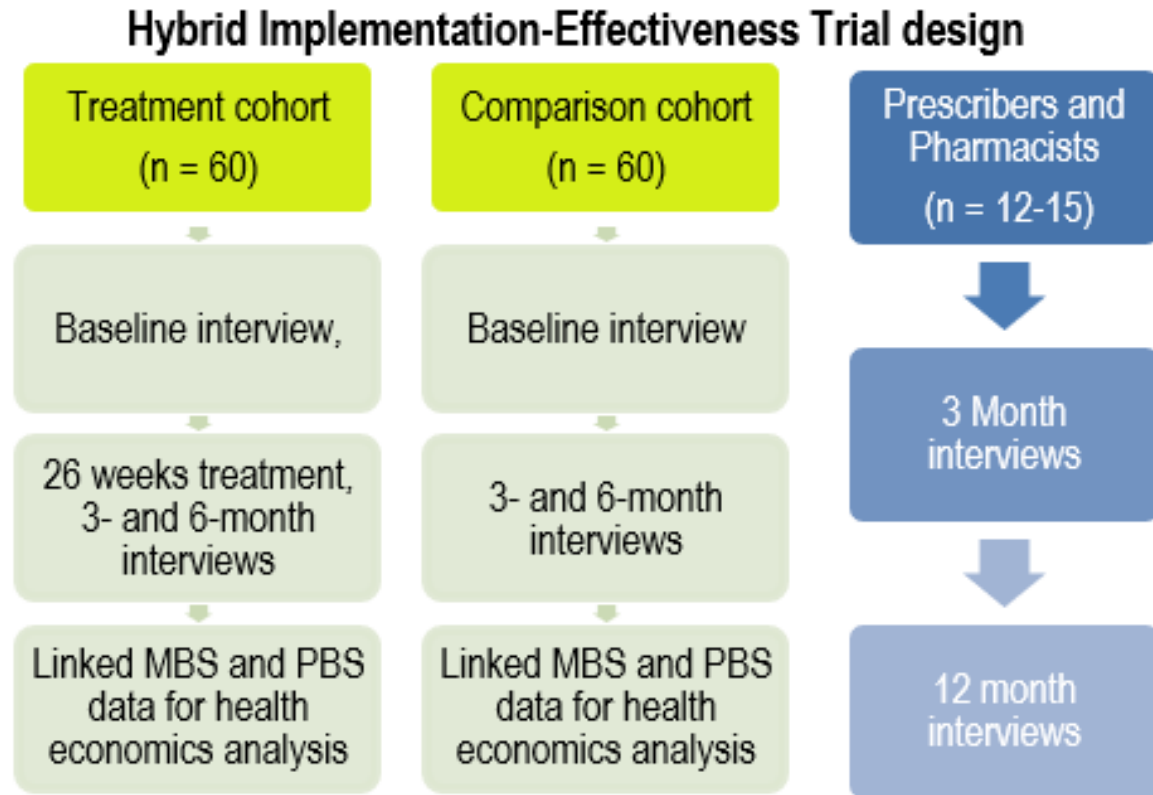 Hybrid Implementation-Effectiveness Trial design
Treatment cohort
(n = 60)
Baseline interview,
26 weeks treatment,
3- and 6-month
interviews
Linked MBS and PBS
data for health
economics analysis
Comparison cohort
(n = 60)
Baseline interview
3- and 6-month
interviews
Linked MBS and PBS
data for health
economics analysis
Prescribers and
Pharmacists
(n = 12-15)
3 Month
interviews
12 month
interviews